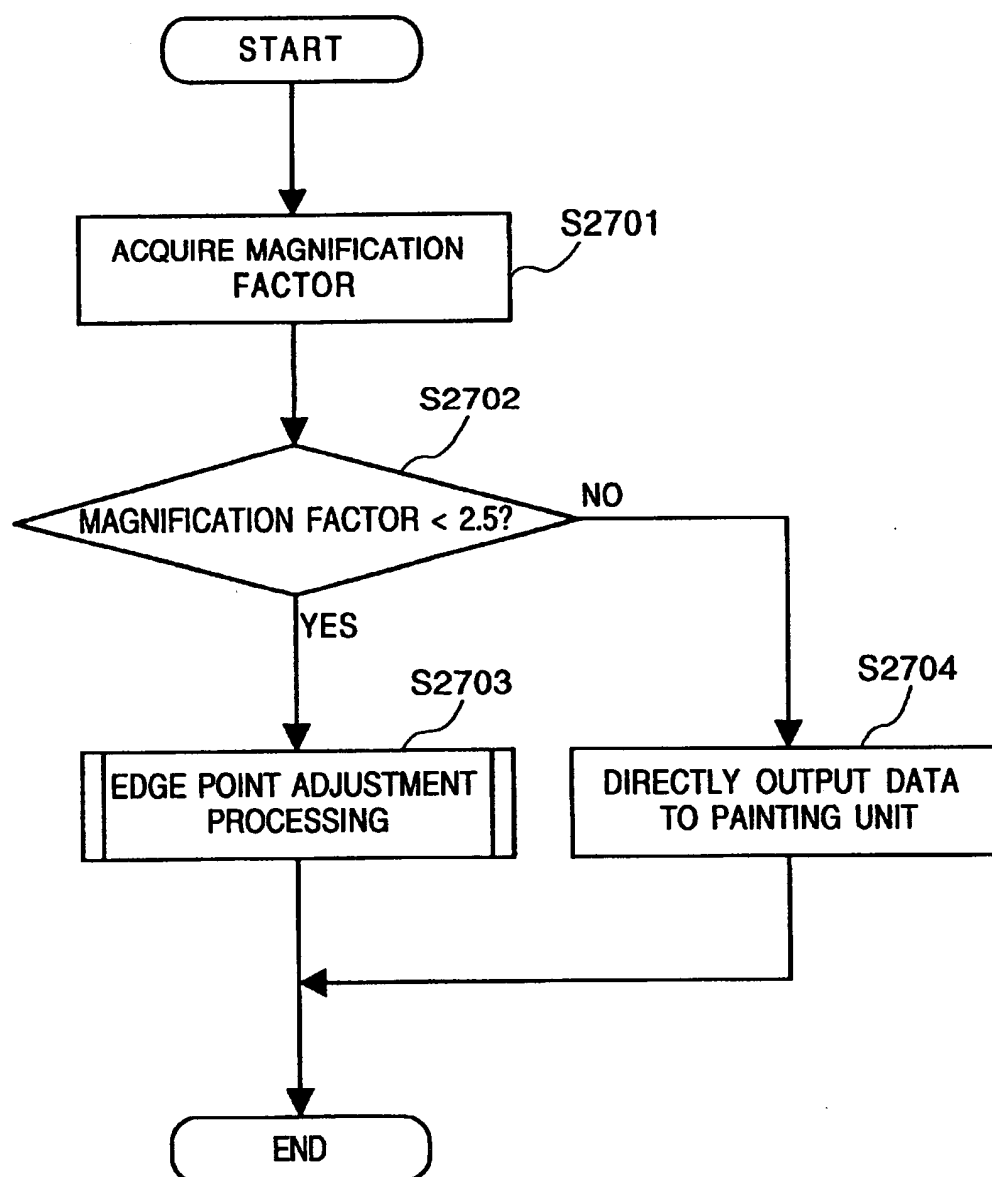 START
S2701
ACQUIRE MAGNIFICATION
FACTOR
S2702
MAGNIFICATION FACTOR < 2.5?
NO
YES
S2703
EDGE POINT ADJUSTMENT
PROCESSING
S2704
DIRECTLY OUTPUT DATA
TO PAINTING UNIT
END